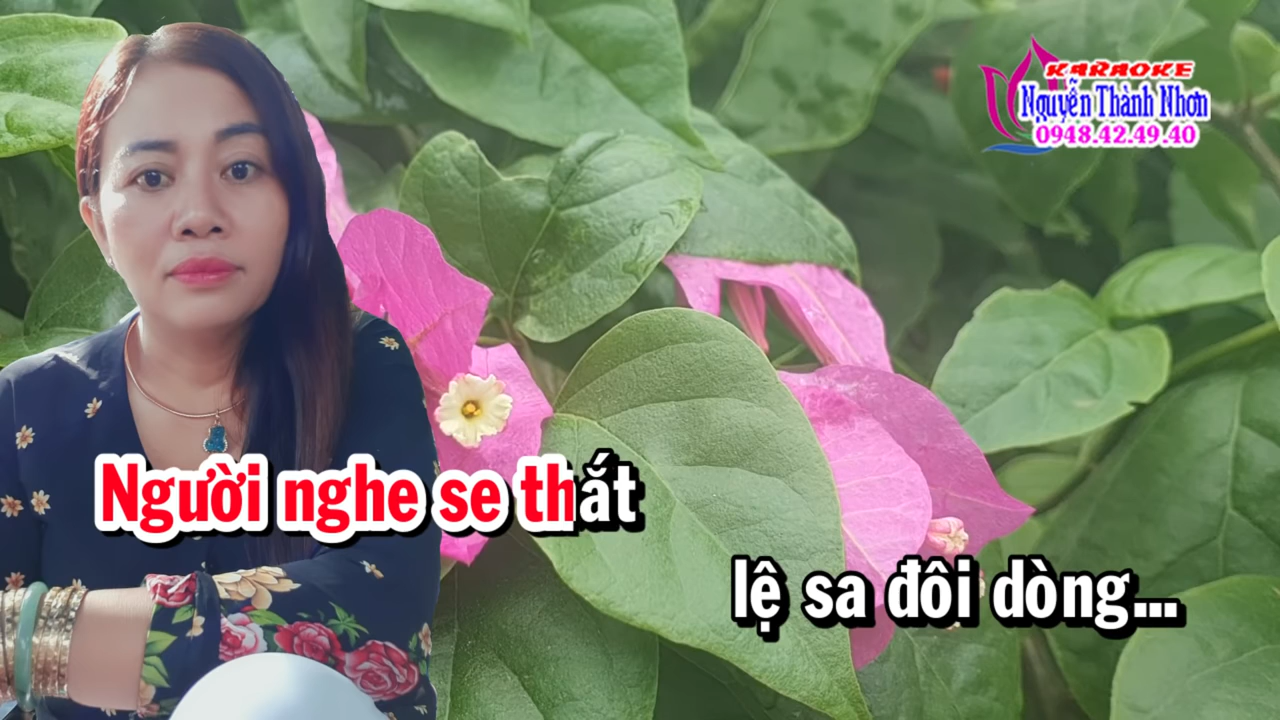 KARAOKE
Nguyễn Thành Nhơn
0948.42.49.40
Người nghe se thắt
lệ sa đôi dòng...